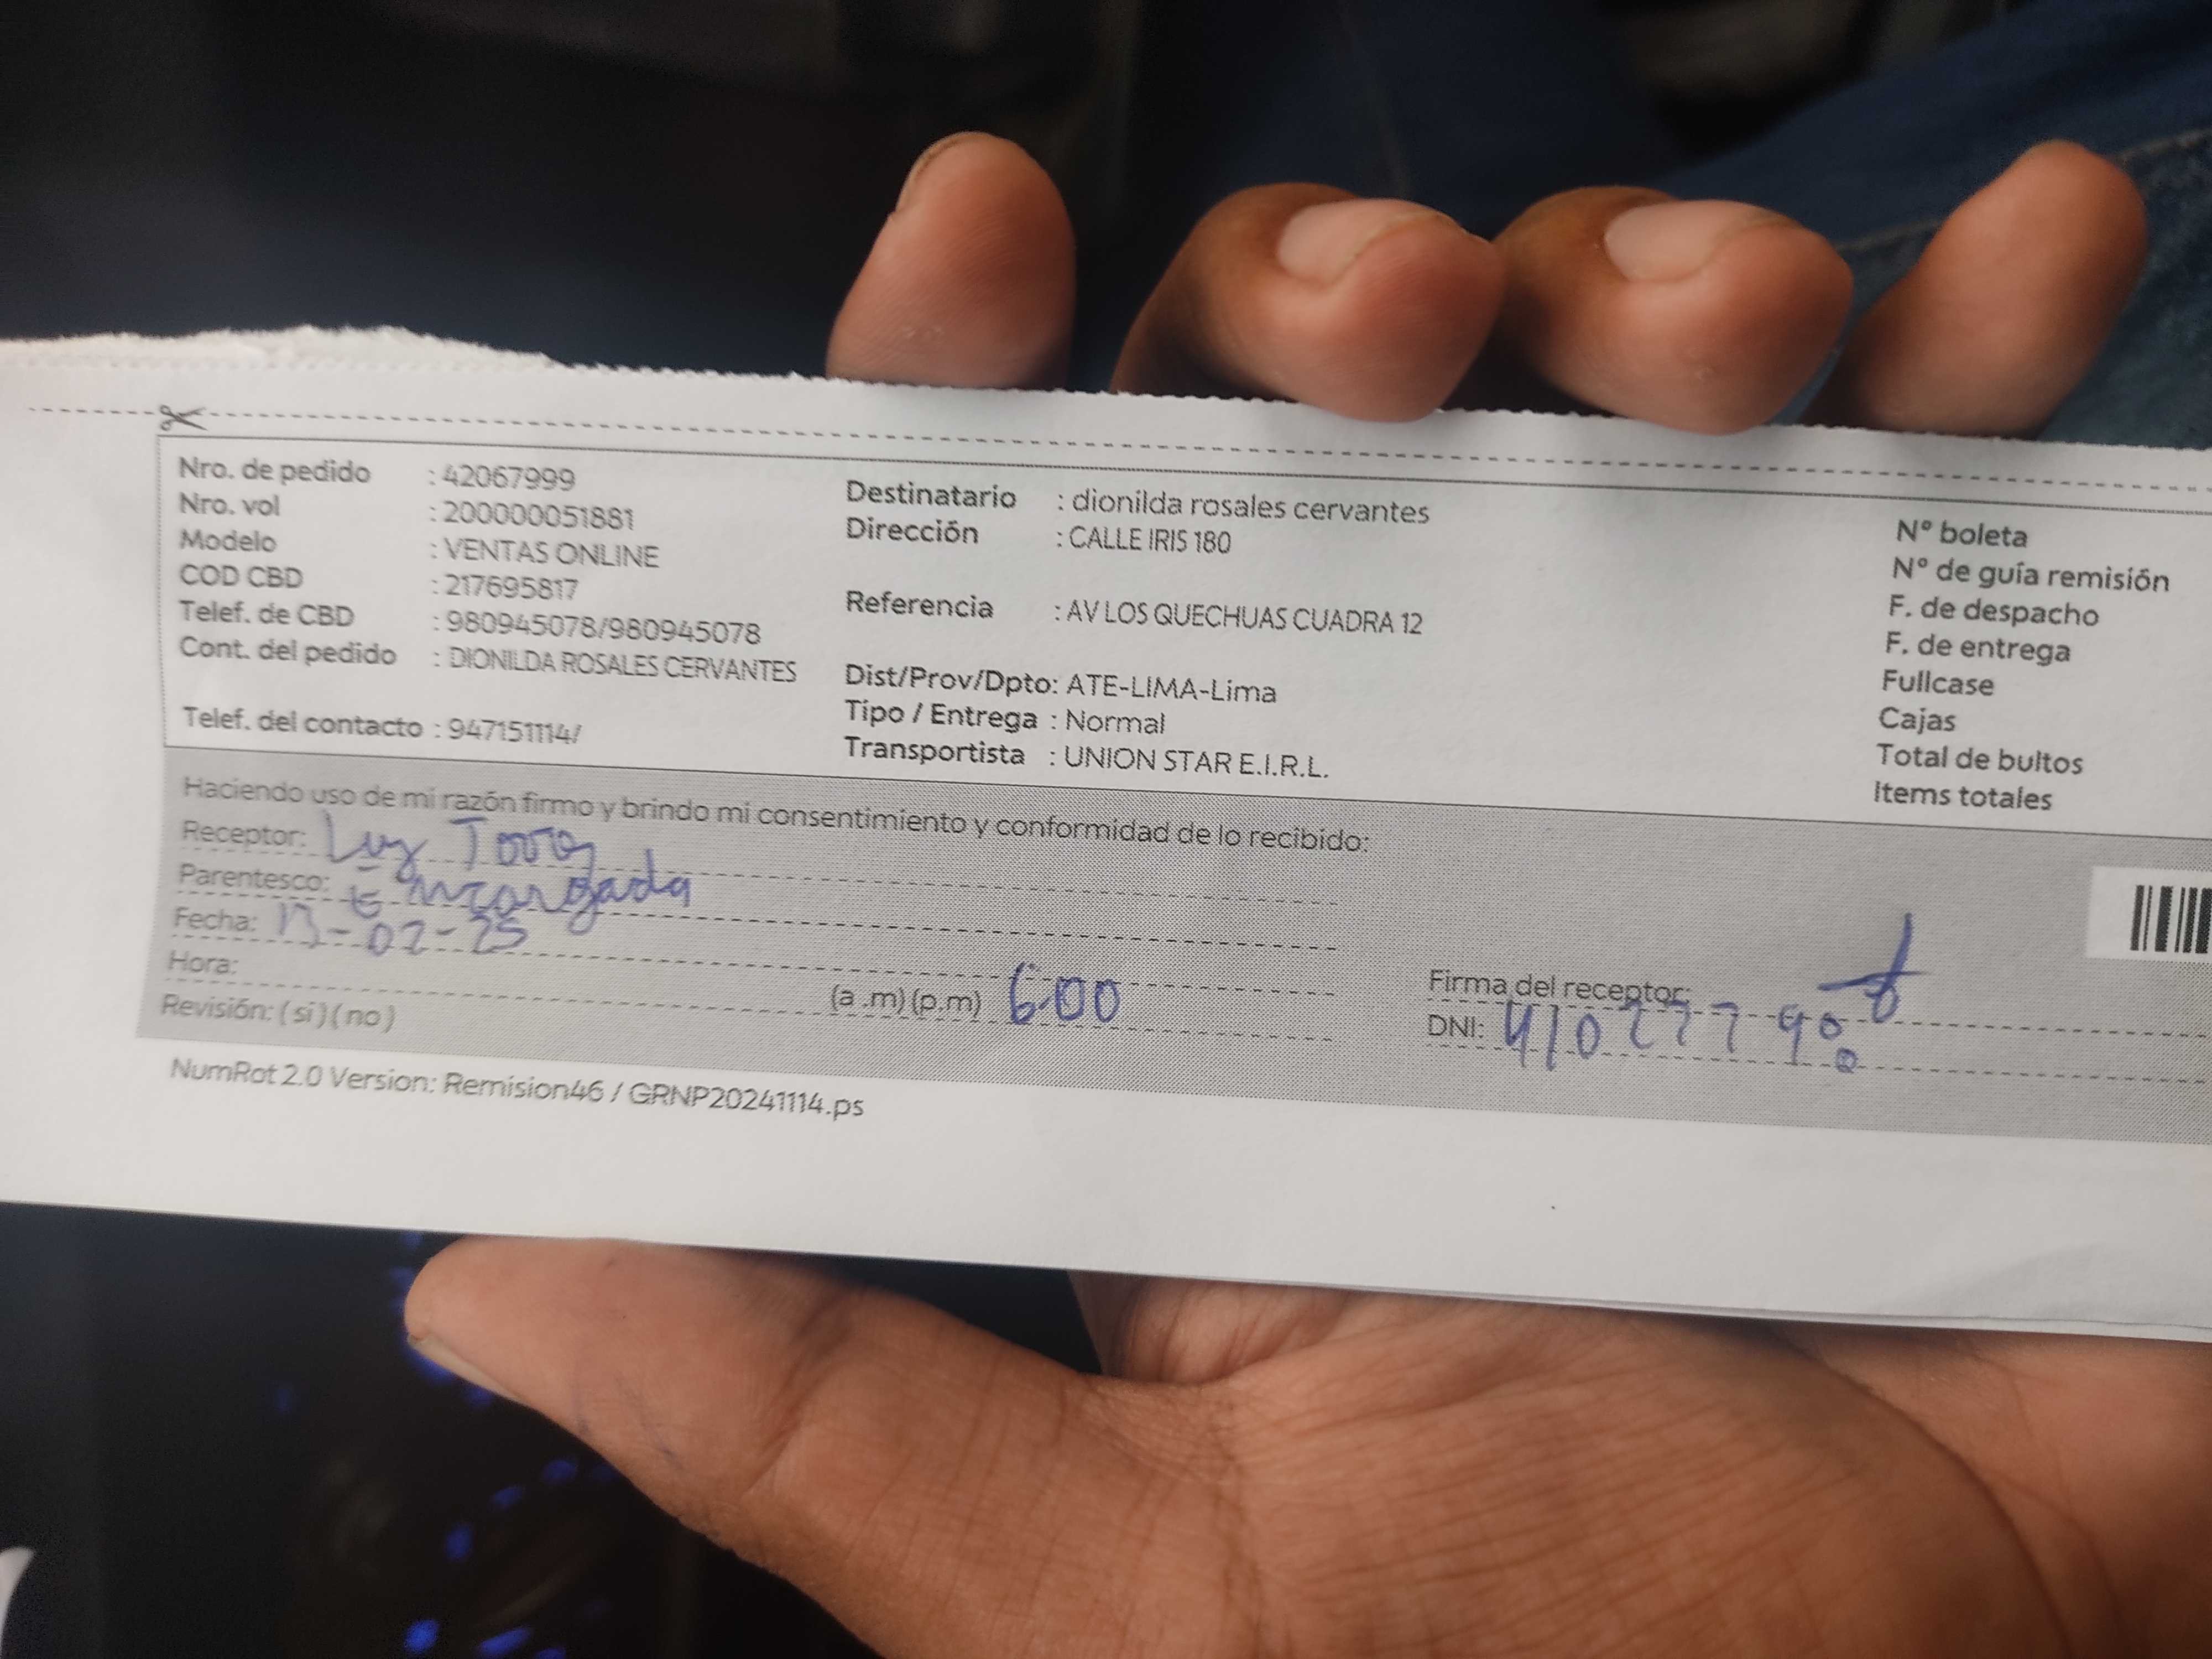 Nro. de pedido : 42067999
Nro. vol : 200000051881
Modelo : VENTAS ONLINE
COD CBD : 217695817
Telef. de CBD : 980945078/980945078
Cont. del pedido : DIONILDA ROSALES CERVANTES
Telef. del contacto : 947151114/
Destinatario : dionilda rosales cervantes
Dirección : CALLE IRIS 180
Referencia : AV LOS QUECHUAS CUADRA 12
Dist/Prov/Dpto: ATE-LIMA-Lima
Tipo / Entrega : Normal
Transportista : UNION STAR E.I.R.L.
N° boleta
N° de guía remisión
F. de despacho
F. de entrega
Fullcase
Cajas
Total de bultos
Items totales
Haciendo uso de mi razón firmo y brindo mi consentimiento y conformidad de lo recibido:
Receptor: Luz
Parentesco: Encargada
Fecha: 13-02-25
Hora: (a .m) (p.m) 6:00
Revisión: ( si ) ( no )
Firma del receptor:
DNI:
NumRot 2.0 Version: Remision46 / GRNP20241114.ps